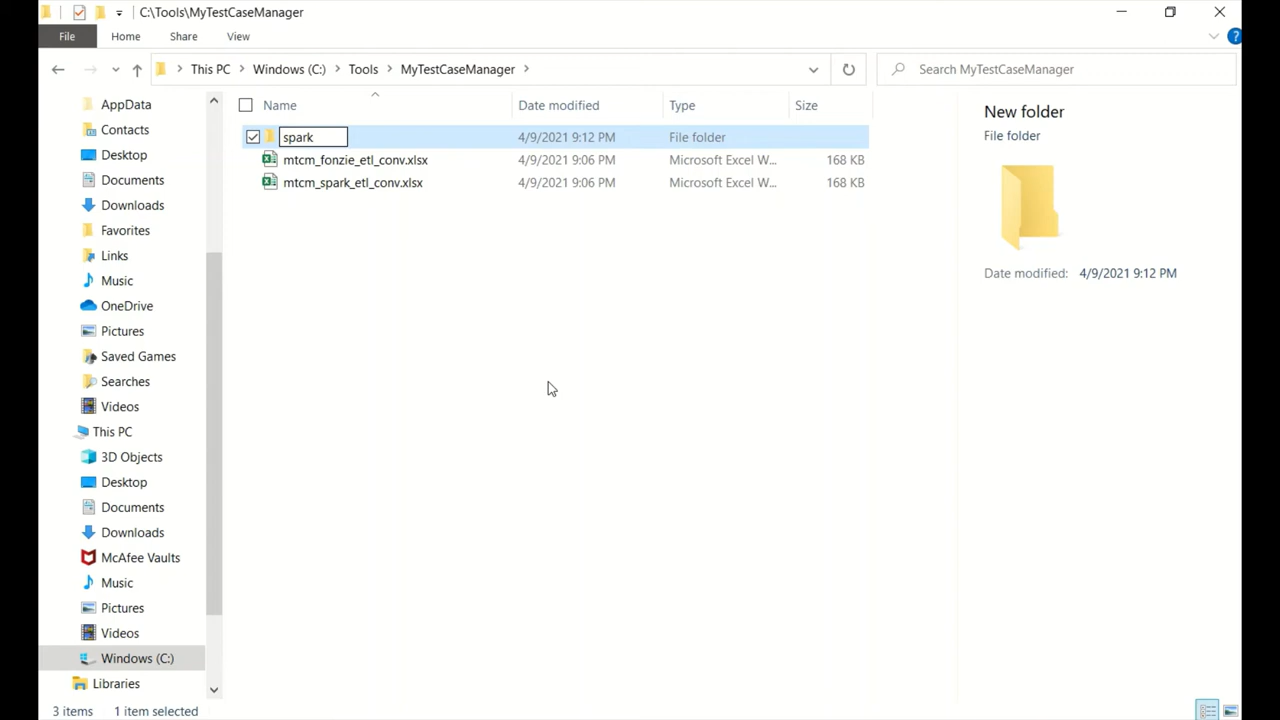 C:\Tools\MyTestCaseManager
File Home Share View
This PC Windows (C:) Tools MyTestCaseManager
Search MyTestCaseManager
AppData
Contacts
Desktop
Documents
Downloads
Favorites
Links
Music
OneDrive
Pictures
Saved Games
Searches
Videos
This PC
3D Objects
Desktop
Documents
Downloads
McAfee Vaults
Music
Pictures
Videos
Windows (C:)
Libraries
Name Date modified Type Size
spark 4/9/2021 9:12 PM File folder
mtcm_fonzie_etl_conv.xlsx 4/9/2021 9:06 PM Microsoft Excel W... 168 KB
mtcm_spark_etl_conv.xlsx 4/9/2021 9:06 PM Microsoft Excel W... 168 KB
New folder
File folder
Date modified: 4/9/2021 9:12 PM
3 items 1 item selected